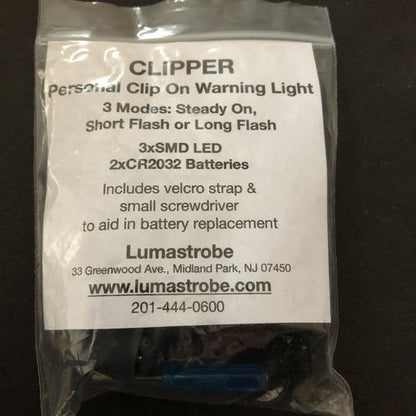 CLIPPER
Personal Clip On Warning Light
3 Modes: Steady On,
Short Flash or Long Flash
3xSMD LED
2xCR2032 Batteries
Includes velcro strap &
small screwdriver
to aid in battery replacement
Lumastrobe
33 Greenwood Ave., Midland Park, NJ 07450
www.lumastrobe.com
201-444-0600